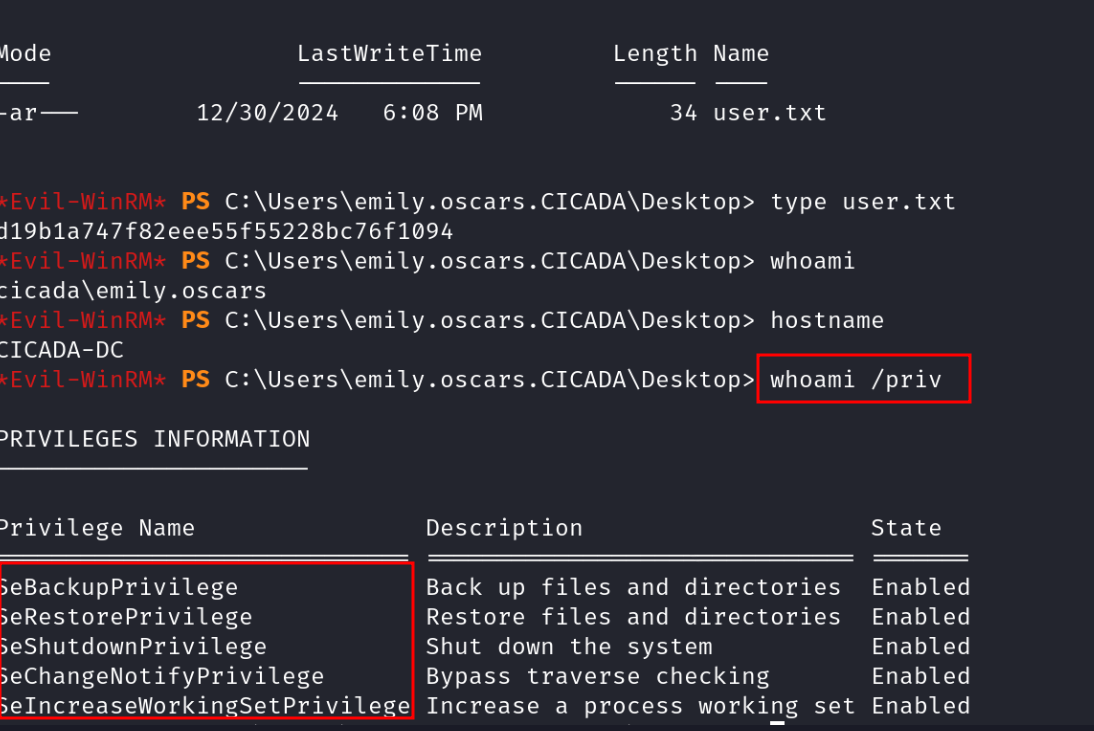 Mode LastWriteTime Length Name
-ar--- 12/30/2024 6:08 PM 34 user.txt
*Evil-WinRM* PS C:\Users\emily.oscars.CICADA\Desktop> type user.txt
d19b1a747f82eee55f55228bc76f1094
*Evil-WinRM* PS C:\Users\emily.oscars.CICADA\Desktop> whoami
cicada\emily.oscars
*Evil-WinRM* PS C:\Users\emily.oscars.CICADA\Desktop> hostname
CICADA-DC
*Evil-WinRM* PS C:\Users\emily.oscars.CICADA\Desktop> whoami /priv
PRIVILEGES INFORMATION
Privilege Name Description State
SeBackupPrivilege Back up files and directories Enabled
SeRestorePrivilege Restore files and directories Enabled
SeShutdownPrivilege Shut down the system Enabled
SeChangeNotifyPrivilege Bypass traverse checking Enabled
SeIncreaseWorkingSetPrivilege Increase a process working set Enabled